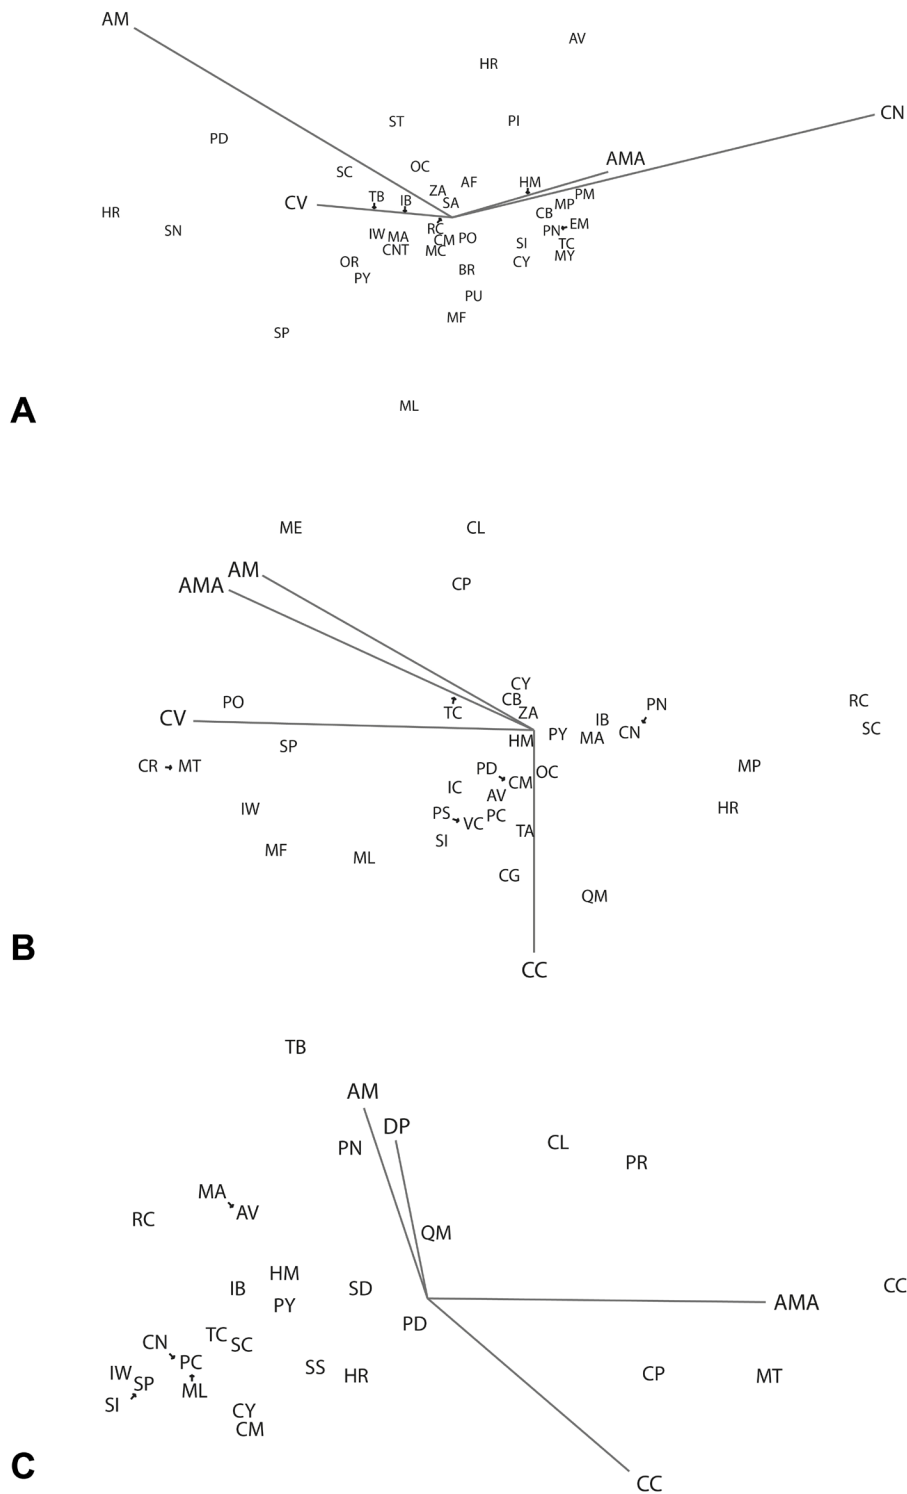 AM
AV
HR
CN
ST
PI
PD
AMA
OC
SC
AF
HM
ZA
PM
TB
IB
SA
MP
CV
HR
CB
EM
SN
RC
PN
IW
MA
CM
PO
SI
TC
CNT
MC
MY
OR
CY
BR
PY
PU
MF
SP
ML
A
ME
CL
AM
AMA
CP
CY
CB
PO
RC
PN
TC
ZA
CV
IB
SC
CN
PY
MA
HM
SP
CR
MT
PD
OC
MP
CM
IC
AV
IW
HR
PS
PC
VC
TA
SI
MF
ML
CG
QM
B
CC
TB
AM
DP
CL
PN
PR
MA
AV
RC
QM
HM
CC
IB
SD
PY
AMA
PD
TC
CN
SC
PC
SS
IW
HR
CP
MT
SP
ML
SI
CY
CM
C
CC